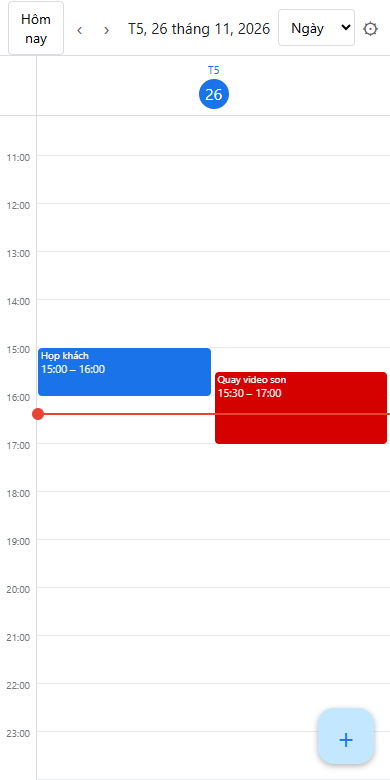 Hôm nay
‹ › T5, 26 tháng 11, 2026 Ngày
T5
26
11:00
12:00
13:00
14:00
15:00
Họp khách
15:00 – 16:00
Quay video son
15:30 – 17:00
16:00
17:00
18:00
19:00
20:00
21:00
22:00
23:00
+